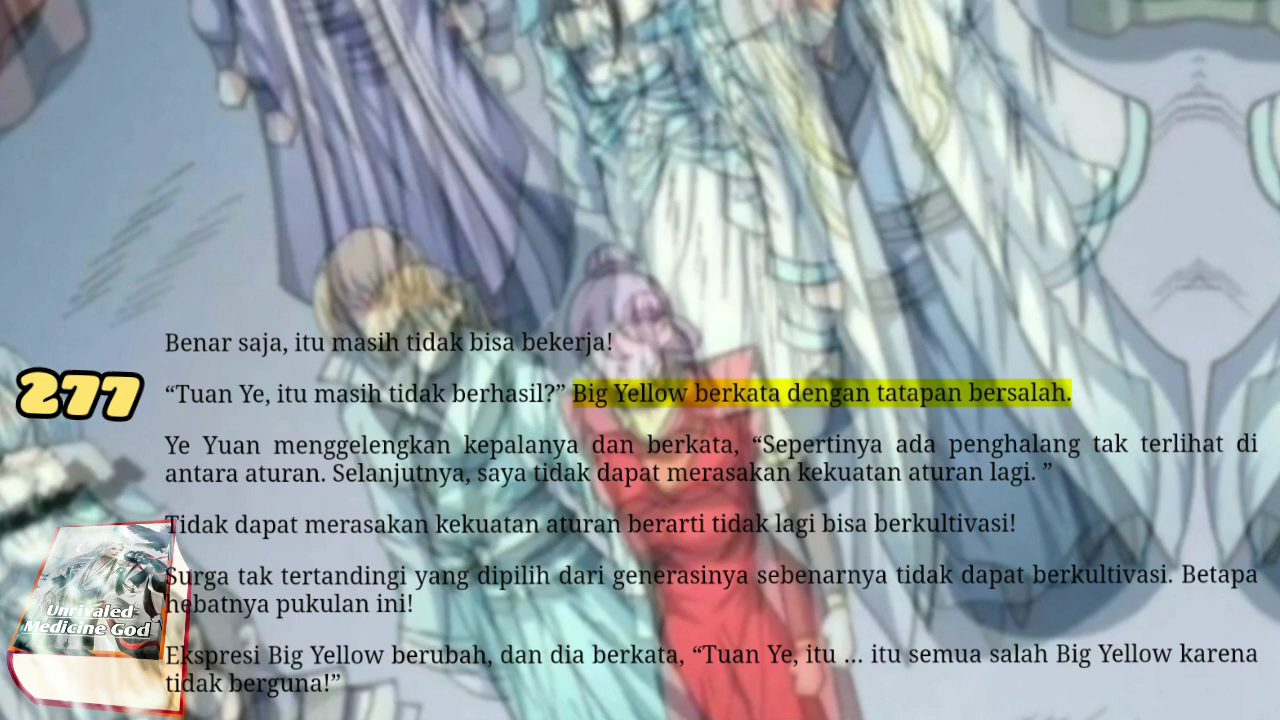 Benar saja, itu masih tidak bisa bekerja!
277
“Tuan Ye, itu masih tidak berhasil?” Big Yellow berkata dengan tatapan bersalah.
Ye Yuan menggelengkan kepalanya dan berkata, “Sepertinya ada penghalang tak terlihat di
antara aturan. Selanjutnya, saya tidak dapat merasakan kekuatan aturan lagi. ”
Tidak dapat merasakan kekuatan aturan berarti tidak lagi bisa berkultivasi!
Surga tak tertandingi yang dipilih dari generasinya sebenarnya tidak dapat berkultivasi. Betapa
hebatnya pukulan ini!
Unrivaled
Medicine God
Ekspresi Big Yellow berubah, dan dia berkata, “Tuan Ye, itu ... itu semua salah Big Yellow karena
tidak berguna!”